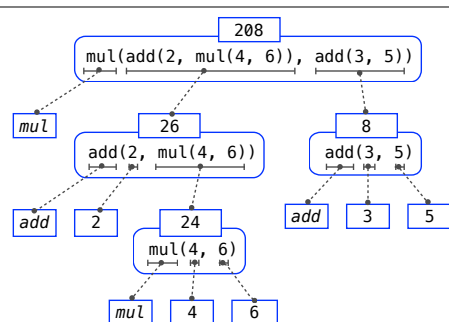 208
mul(add(2, mul(4, 6)), add(3, 5))
mul
26
8
add(2, mul(4, 6))
add(3, 5)
add
2
24
add
3
5
mul(4, 6)
mul
4
6